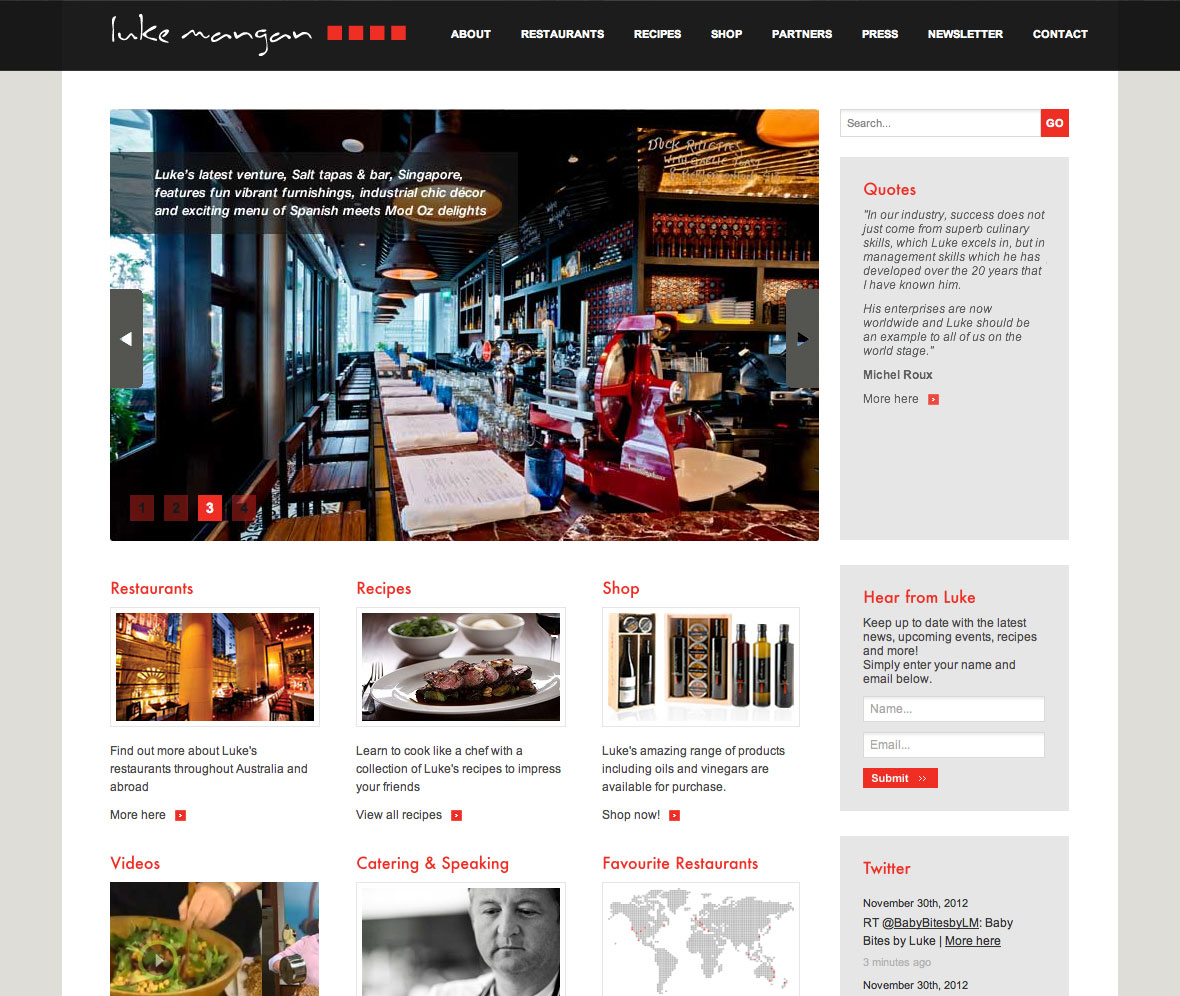 luke mangan
ABOUT
RESTAURANTS
RECIPES
SHOP
PARTNERS
PRESS
NEWSLETTER
CONTACT
Luke's latest venture, Salt tapas & bar, Singapore,
features fun vibrant furnishings, industrial chic décor
and exciting menu of Spanish meets Mod Oz delights
DUCK RILLETTES
WITH GARLIC TOAST
1
2
3
4
Search...
GO
Quotes
"In our industry, success does not
just come from superb culinary
skills, which Luke excels in, but in
management skills which he has
developed over the 20 years that
I have known him.
His enterprises are now
worldwide and Luke should be
an example to all of us on the
world stage."
Michel Roux
More here
Restaurants
Find out more about Luke's
restaurants throughout Australia and
abroad
More here
Recipes
Learn to cook like a chef with a
collection of Luke's recipes to impress
your friends
View all recipes
Shop
Luke's amazing range of products
including oils and vinegars are
available for purchase.
Shop now!
Hear from Luke
Keep up to date with the latest
news, upcoming events, recipes
and more!
Simply enter your name and
email below.
Name...
Email...
Submit
Videos
Catering & Speaking
Favourite Restaurants
Twitter
November 30th, 2012
RT @BabyBitesbyLM: Baby
Bites by Luke | More here
3 minutes ago
November 30th, 2012